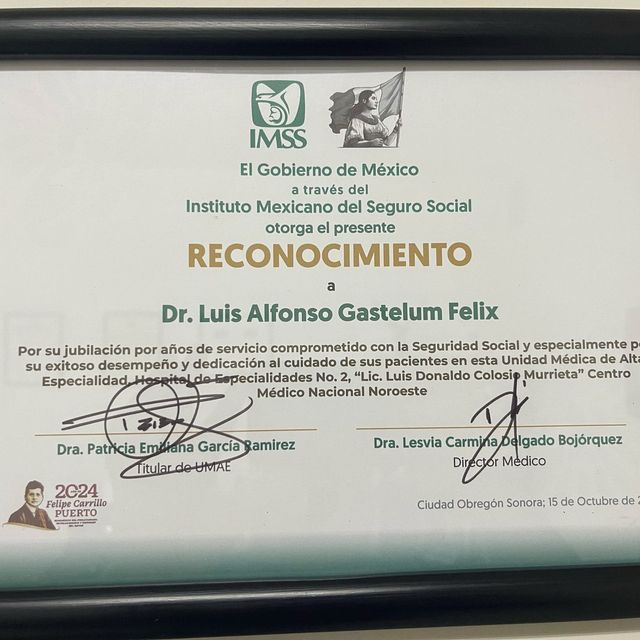 IMSS
El Gobierno de México
a través del
Instituto Mexicano del Seguro Social
otorga el presente
RECONOCIMIENTO
a
Dr. Luis Alfonso Gastelum Felix
Por su jubilación por años de servicio comprometido con la Seguridad Social y especialmente
su exitoso desempeño y dedicación al cuidado de sus pacientes en esta Unidad Médica de Alta
Especialidad, Hospital de Especialidades No. 2, “Lic. Luis Donaldo Colosio Murrieta” Centro
Médico Nacional Noroeste
Dra. Patricia Emiliana García Ramirez
Titular de UMAE
Dra. Lesvia Carmina Delgado Bojórquez
Director Médico
2024
Felipe Carrillo
PUERTO
Ciudad Obregón Sonora; 15 de Octubre de